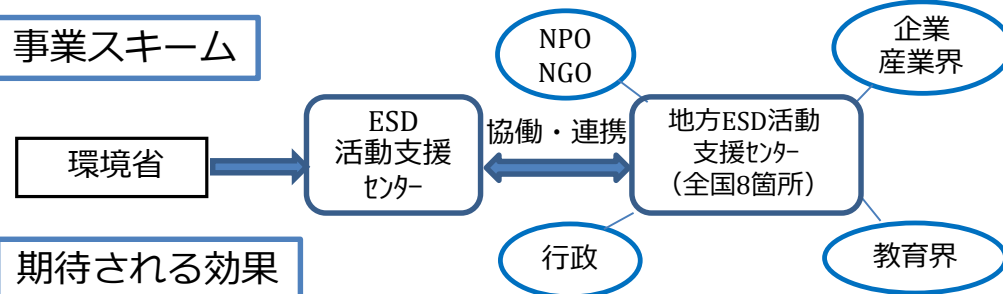 事業スキーム
NPO
NGO
企業
産業界
環境省
ESD
活動支援
センター
協働・連携
地方ESD活動
支援センター
（全国8箇所）
行政
教育界
期待される効果